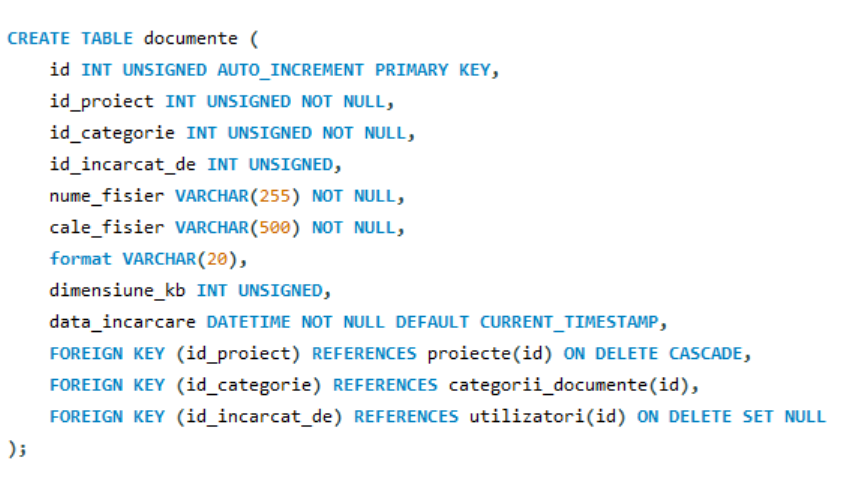 CREATE TABLE documente (
    id INT UNSIGNED AUTO_INCREMENT PRIMARY KEY,
    id_proiect INT UNSIGNED NOT NULL,
    id_categorie INT UNSIGNED NOT NULL,
    id_incarcat_de INT UNSIGNED,
    nume_fisier VARCHAR(255) NOT NULL,
    cale_fisier VARCHAR(500) NOT NULL,
    format VARCHAR(20),
    dimensiune_kb INT UNSIGNED,
    data_incarcare DATETIME NOT NULL DEFAULT CURRENT_TIMESTAMP,
    FOREIGN KEY (id_proiect) REFERENCES proiecte(id) ON DELETE CASCADE,
    FOREIGN KEY (id_categorie) REFERENCES categorii_documente(id),
    FOREIGN KEY (id_incarcat_de) REFERENCES utilizatori(id) ON DELETE SET NULL
);